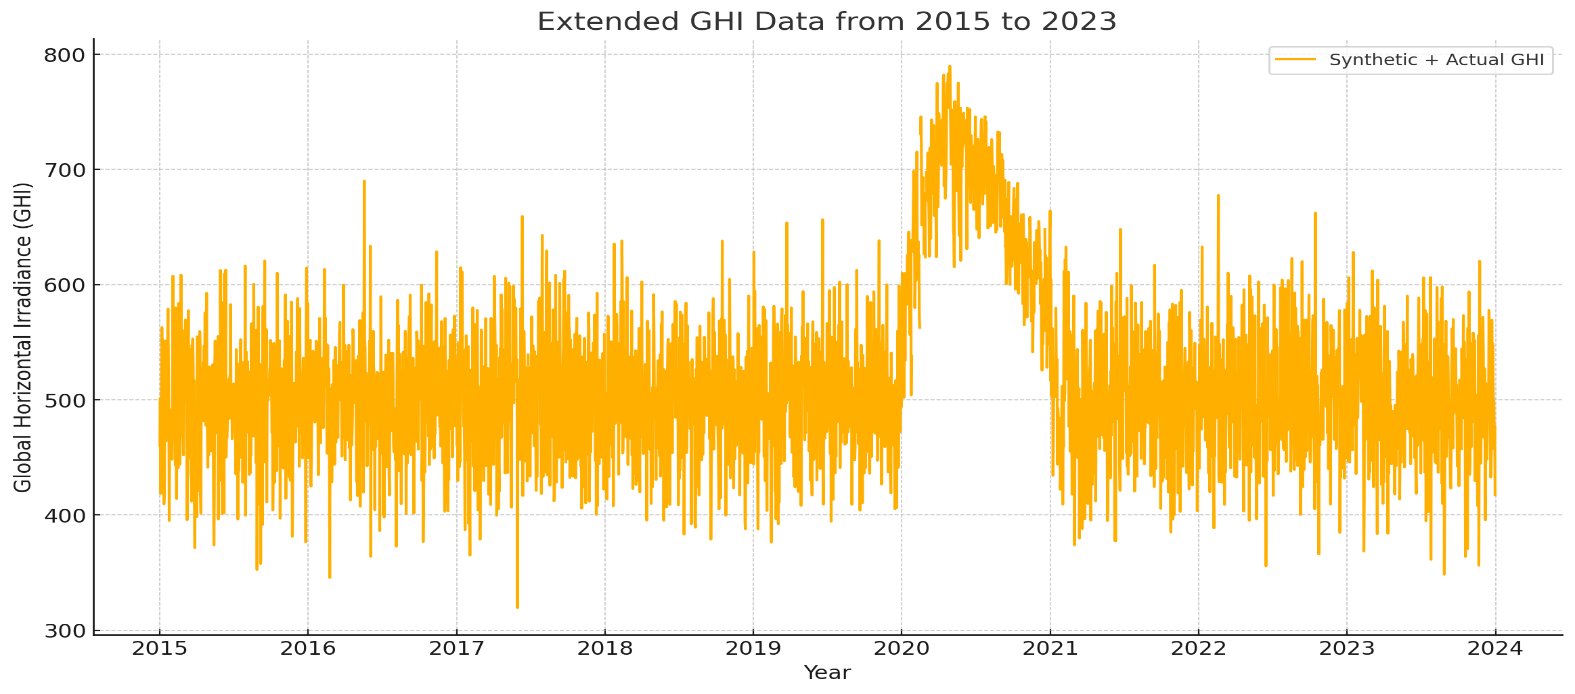 Extended GHI Data from 2015 to 2023
Synthetic + Actual GHI
Global Horizontal Irradiance (GHI)
800
700
600
500
400
300
2015 2016 2017 2018 2019 2020 2021 2022 2023 2024
Year